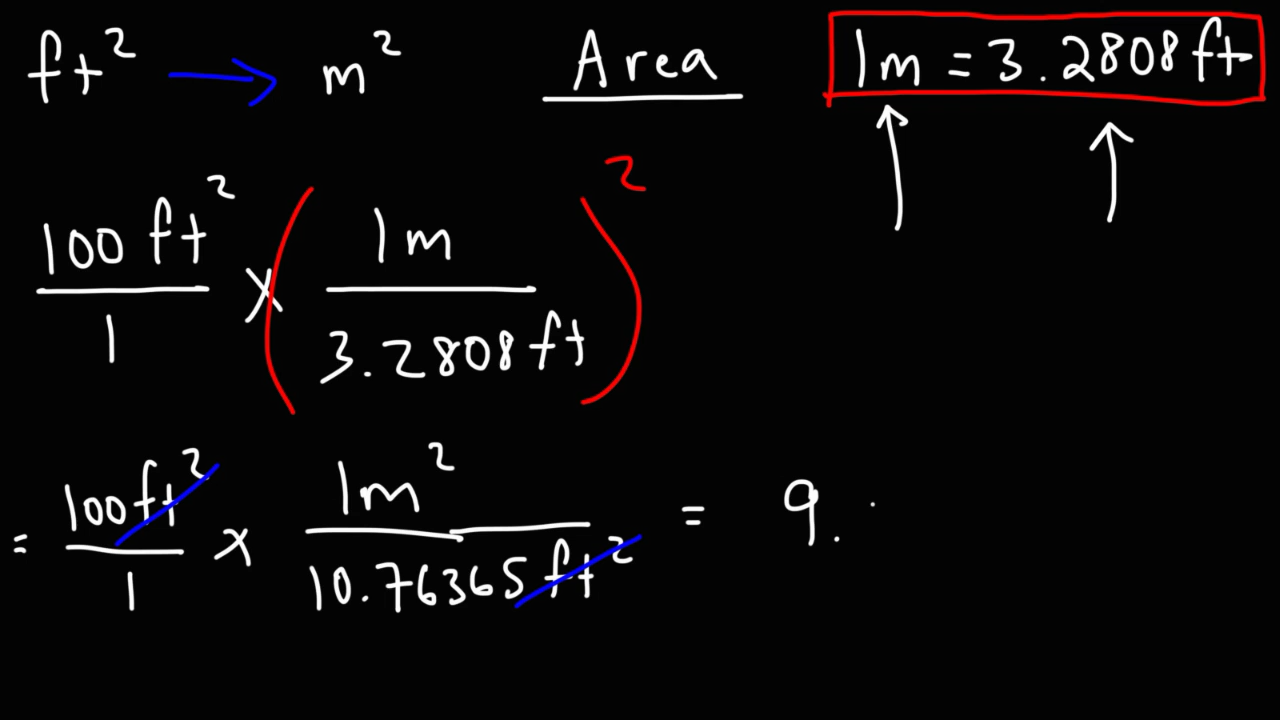 ft² → m² Area 1m = 3.2808 ft
100 ft² / 1 × ( 1m / 3.2808 ft )²
= 100 ft² / 1 × 1m² / 10.76365 ft² = 9.